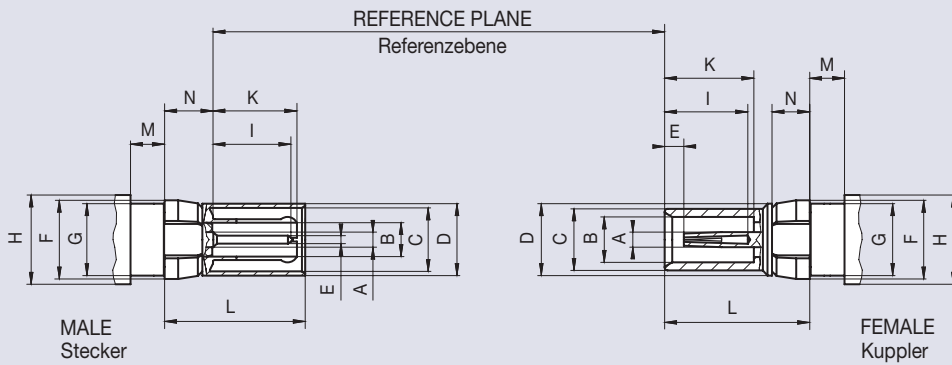 REFERENCE PLANE
Referenzebene
K
M
N
K
I
N
M
I
E
H
F
G
B
C
D
D
C
B
A
G
F
H
E
A
L
L
MALE
Stecker
FEMALE
Kuppler